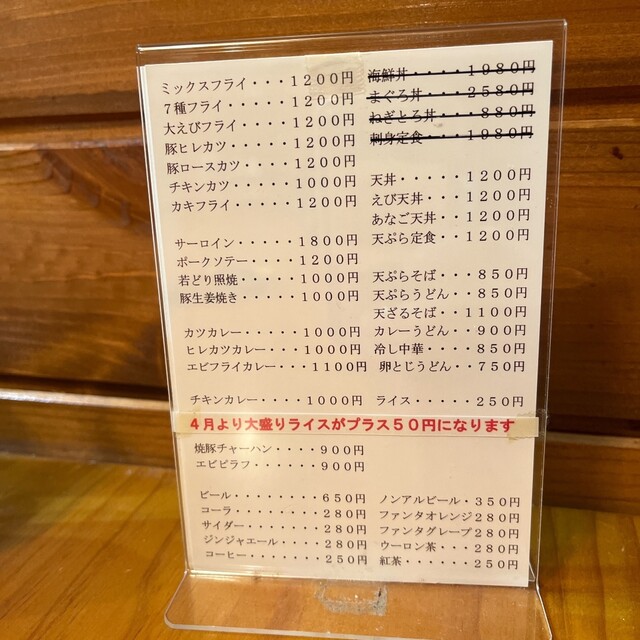 ミックスフライ・・・１２００円
７種フライ・・・・・１２００円
大えびフライ・・・・１２００円
豚ヒレカツ・・・・・１２００円
豚ロースカツ・・・・１２００円
チキンカツ・・・・・１０００円
カキフライ・・・・・１２００円
サーロイン・・・・・１８００円
ポークソテー・・・・１２００円
若どり照焼・・・・・１０００円
豚生姜焼き・・・・・１０００円
カツカレー・・・・・１０００円
ヒレカツカレー・・・１０００円
エビフライカレー・・１１００円
チキンカレー・・・・１０００円
海鮮丼・・・・・１９８０円
まぐろ丼・・・・２５８０円
ねぎとろ丼・・・・８８０円
刺身定食・・・・１９８０円
天丼・・・・・・１２００円
えび天丼・・・・１２００円
あなご天丼・・・１２００円
天ぷら定食・・・１２００円
天ぷらそば・・・・８５０円
天ぷらうどん・・・８５０円
天ざるそば・・・１１００円
カレーうどん・・・９００円
冷し中華・・・・・８５０円
卵とじうどん・・・７５０円
ライス・・・・・・２５０円
４月より大盛りライスがプラス５０円になります
焼豚チャーハン・・・・９００円
エビピラフ・・・・・・９００円
ビール・・・・・・・・６５０円
コーラ・・・・・・・・２８０円
サイダー・・・・・・・２８０円
ジンジャエール・・・・２８０円
コーヒー・・・・・・・２５０円
ノンアルビール・３５０円
ファンタオレンジ２８０円
ファンタグレープ２８０円
ウーロン茶・・・２８０円
紅茶・・・・・・２５０円